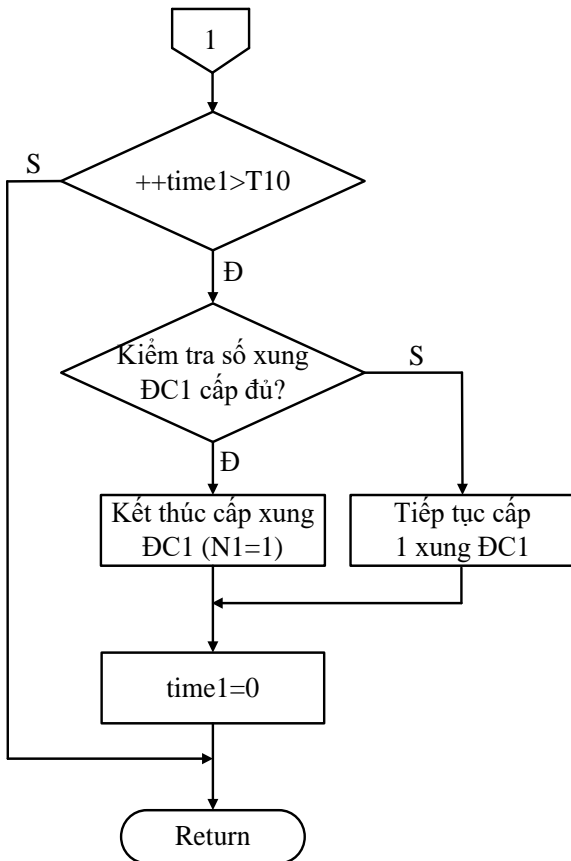 1
S
++time1>T10
Đ
Kiểm tra số xung
ĐC1 cấp đủ?
S
Đ
Kết thúc cấp xung
ĐC1 (N1=1)
Tiếp tục cấp
1 xung ĐC1
time1=0
Return